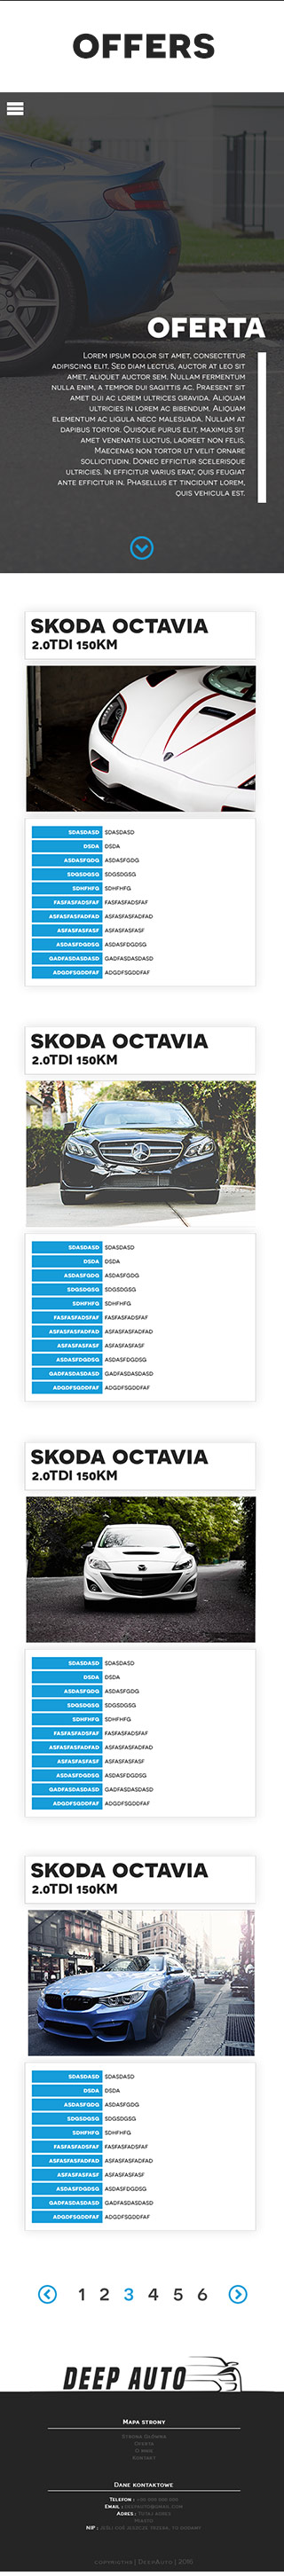 OFFERS
OFERTA
LOREM IPSUM DOLOR SIT AMET, CONSECTETUR
ADIPISCING ELIT. SED DIAM LECTUS, AUCTOR AT LEO SIT
AMET, ALIQUET AUCTOR SEM. NULLAM FERMENTUM
NULLA ENIM, A TEMPOR DUI SAGITTIS AC. PRAESENT SIT
AMET DUI AC LOREM ULTRICES GRAVIDA. ALIQUAM
ULTRICIES IN LOREM AC BIBENDUM. ALIQUAM
ELEMENTUM AC LIGULA NECC MALESUADA. NULLAM AT
DAPIBUS TORTOR. QUISQUE PURUS ELIT, MAXIMUS SIT
AMET VENENATIS LUCTUS, LAOREET NON FELIS.
MAECENAS NON TORTOR UT VELIT ORNARE
SOLLICITUDIN. DONEC EFFICITUR SCELERISQUE
ULTRICIES. IN EFFICITUR VARIUS ERAT, QUIS FEUGIAT
ANTE EFFICITUR IN. PHASELLUS ET TINCIDUNT LOREM,
QUIS VEHICULA EST.
SKODA OCTAVIA
2.0TDI 150KM
SDASDASD SDASDASD
DSDA DSDA
ASDASFGDG ASDASFGDG
SDGSDGSG SDGSDGSG
SDHFHFG SDHFHFG
FASFASFADSFAF FASFASFADSFAF
ASFASFASFADFAD ASFASFASFADFAD
ASFASFASFASF ASFASFASFASF
ASDASFDGDSG ASDASFDGDSG
GADFASDASDASD GADFASDASDASD
ADGDFSGDDFAF ADGDFSGDDFAF
SKODA OCTAVIA
2.0TDI 150KM
SDASDASD SDASDASD
DSDA DSDA
ASDASFGDG ASDASFGDG
SDGSDGSG SDGSDGSG
SDHFHFG SDHFHFG
FASFASFADSFAF FASFASFADSFAF
ASFASFASFADFAD ASFASFASFADFAD
ASFASFASFASF ASFASFASFASF
ASDASFDGDSG ASDASFDGDSG
GADFASDASDASD GADFASDASDASD
ADGDFSGDDFAF ADGDFSGDDFAF
SKODA OCTAVIA
2.0TDI 150KM
SDASDASD SDASDASD
DSDA DSDA
ASDASFGDG ASDASFGDG
SDGSDGSG SDGSDGSG
SDHFHFG SDHFHFG
FASFASFADSFAF FASFASFADSFAF
ASFASFASFADFAD ASFASFASFADFAD
ASFASFASFASF ASFASFASFASF
ASDASFDGDSG ASDASFDGDSG
GADFASDASDASD GADFASDASDASD
ADGDFSGDDFAF ADGDFSGDDFAF
SKODA OCTAVIA
2.0TDI 150KM
SDASDASD SDASDASD
DSDA DSDA
ASDASFGDG ASDASFGDG
SDGSDGSG SDGSDGSG
SDHFHFG SDHFHFG
FASFASFADSFAF FASFASFADSFAF
ASFASFASFADFAD ASFASFASFADFAD
ASFASFASFASF ASFASFASFASF
ASDASFDGDSG ASDASFDGDSG
GADFASDASDASD GADFASDASDASD
ADGDFSGDDFAF ADGDFSGDDFAF
1 2 3 4 5 6
DEEP AUTO
MAPA STRONY
STRONA GŁÓWNA
OFERTA
O MNIE
KONTAKT
DANE KONTAKTOWE
TELEFON :
EMAIL :
ADRES : TUTAJ ADRES
MIASTO
NIP :
COPYRIGTHS | DEEPAUTO | 2016